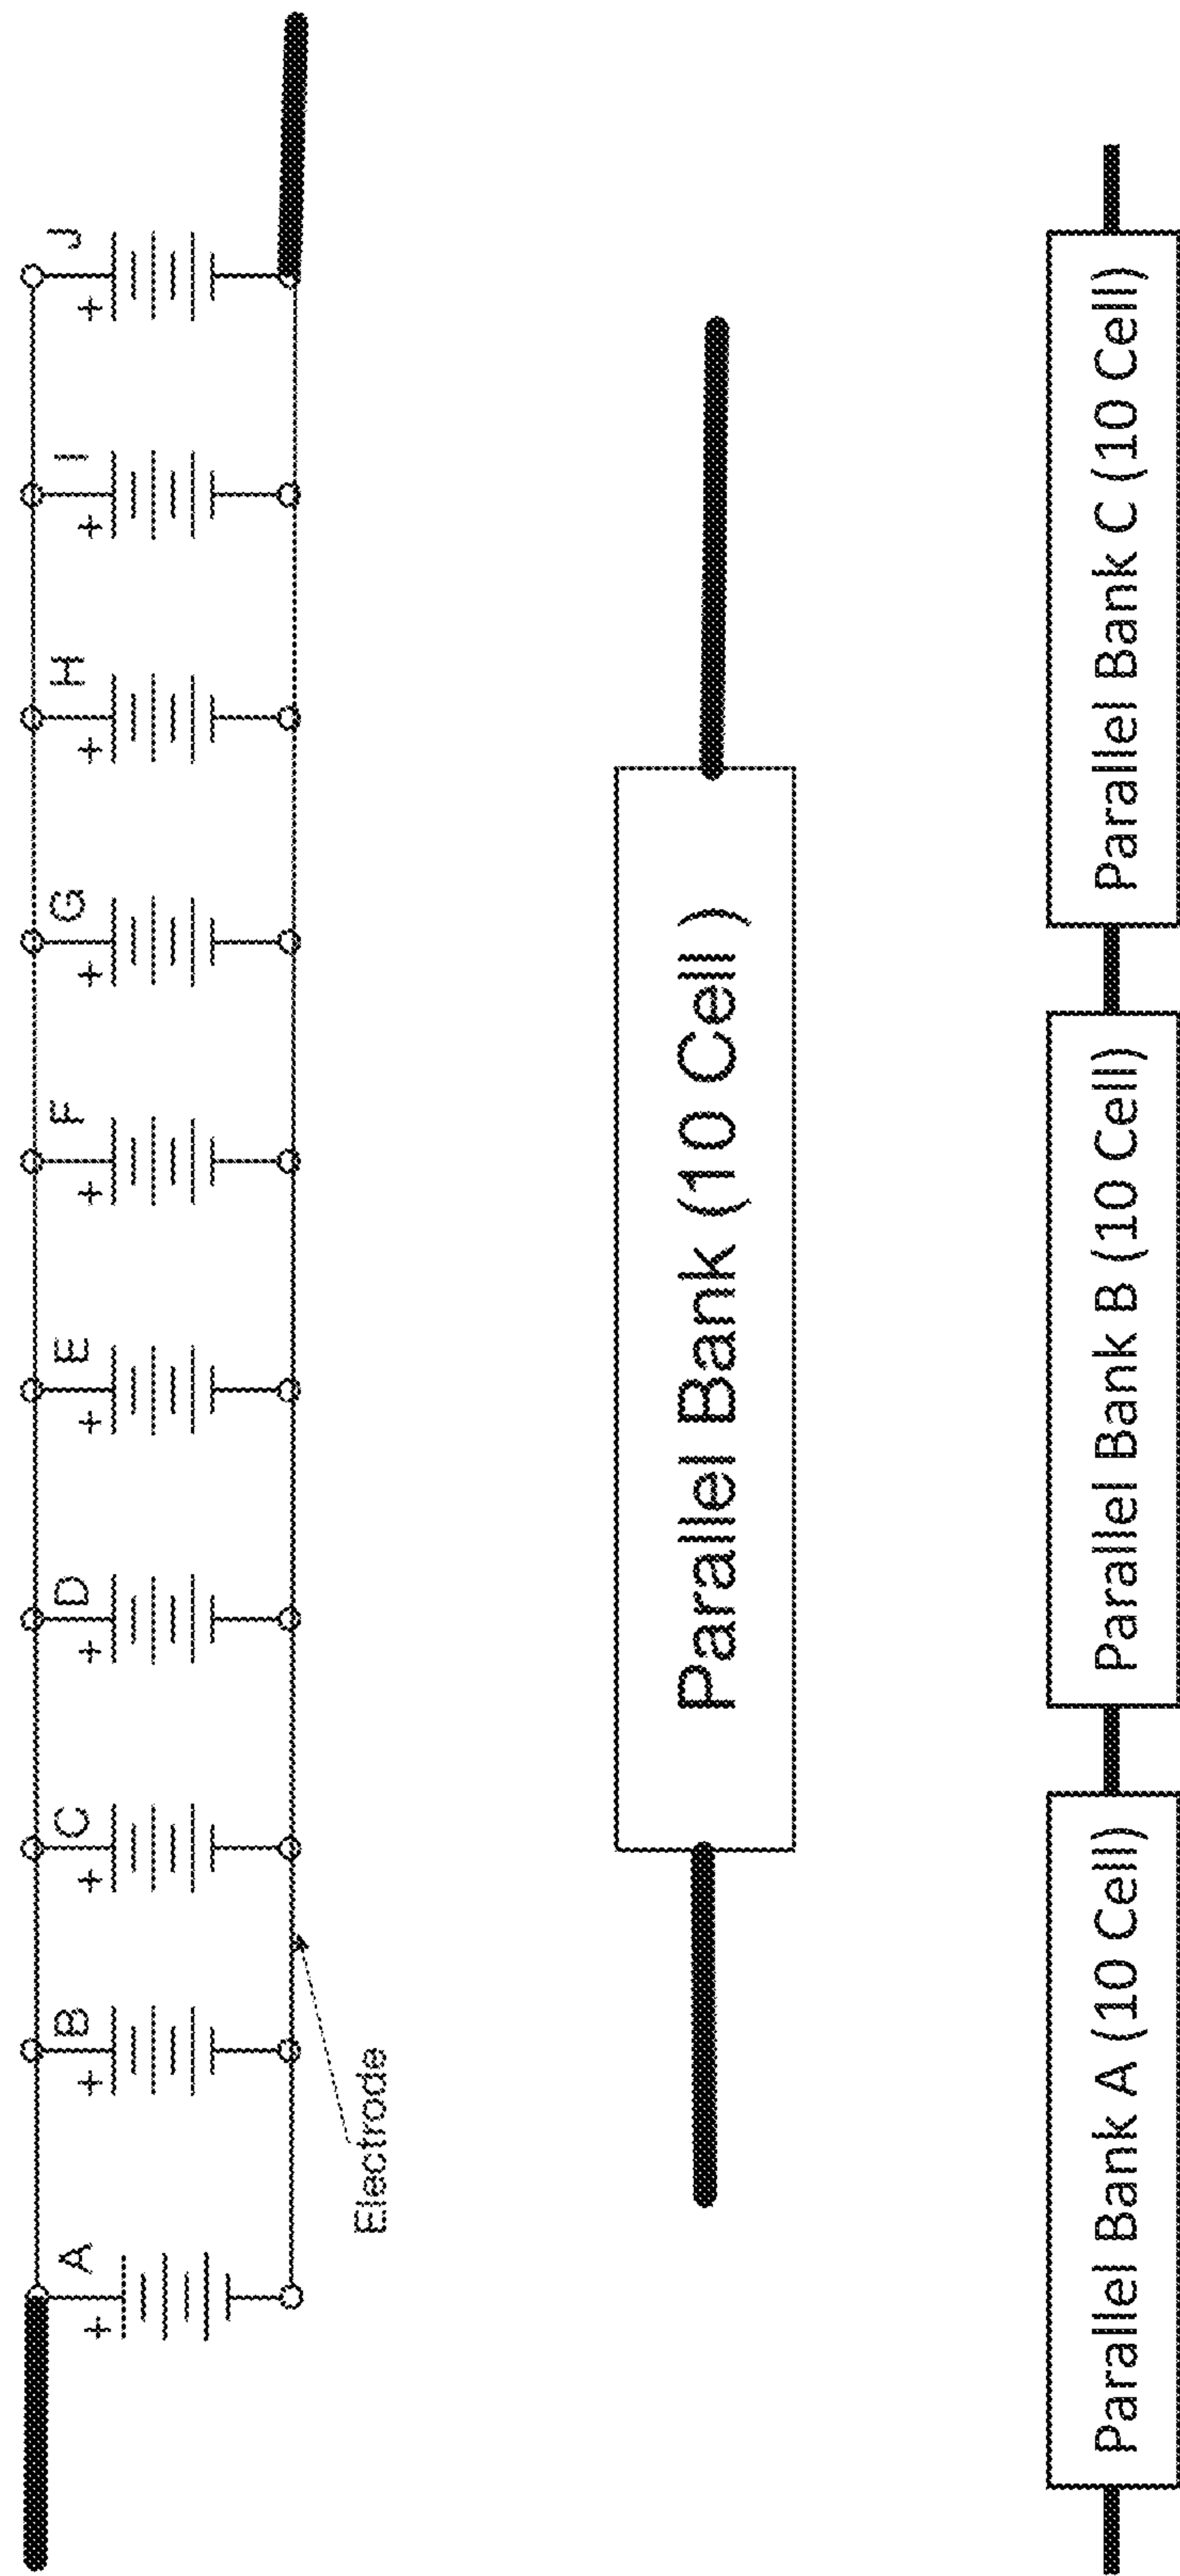 A B C D E F G H I J
+ + + + + + + + + +
Electrode
Parallel Bank (10 Cell )
Parallel Bank A (10 Cell) Parallel Bank B (10 Cell) Parallel Bank C (10 Cell)